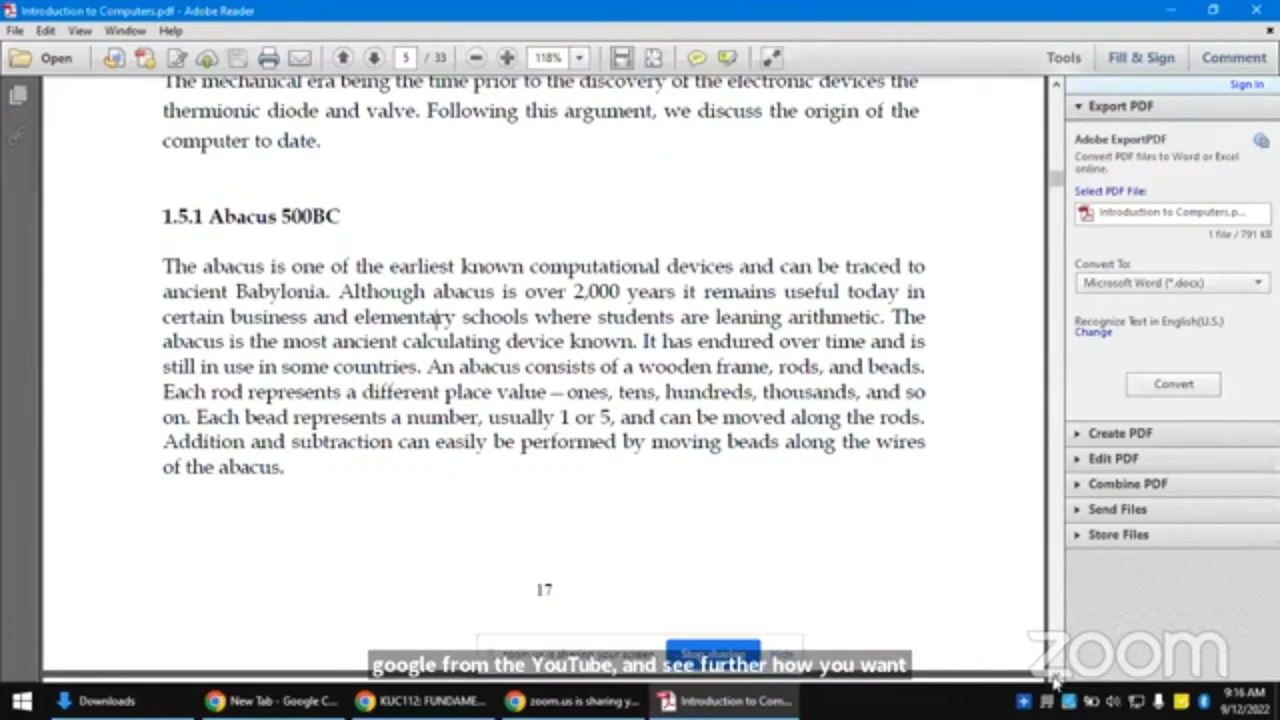 Introduction to Computers.pdf - Adobe Reader
File Edit View Window Help
Open 5 / 33 118% Tools Fill & Sign Comment
Sign In
The mechanical era being the time prior to the discovery of the electronic devices the
thermionic diode and valve. Following this argument, we discuss the origin of the
computer to date.
1.5.1 Abacus 500BC
The abacus is one of the earliest known computational devices and can be traced to
ancient Babylonia. Although abacus is over 2,000 years it remains useful today in
certain business and elementary schools where students are leaning arithmetic. The
abacus is the most ancient calculating device known. It has endured over time and is
still in use in some countries. An abacus consists of a wooden frame, rods, and beads.
Each rod represents a different place value—ones, tens, hundreds, thousands, and so
on. Each bead represents a number, usually 1 or 5, and can be moved along the rods.
Addition and subtraction can easily be performed by moving beads along the wires
of the abacus.
17
Export PDF
Adobe ExportPDF
Convert PDF files to Word or Excel
online.
Select PDF File:
Introduction to Computers.p...
1 file / 791 KB
Convert To:
Microsoft Word (*.docx)
Recognize Text in English(U.S.)
Change
Convert
Create PDF
Edit PDF
Combine PDF
Send Files
Store Files
zoom.us is sharing your screen. Stop sharing Hide
google from the YouTube, and see further how you want
zoom
Downloads New Tab - Google C... KUC112: FUNDAME... zoom.us is sharing y... Introduction to Com...
9:16 AM
9/12/2022